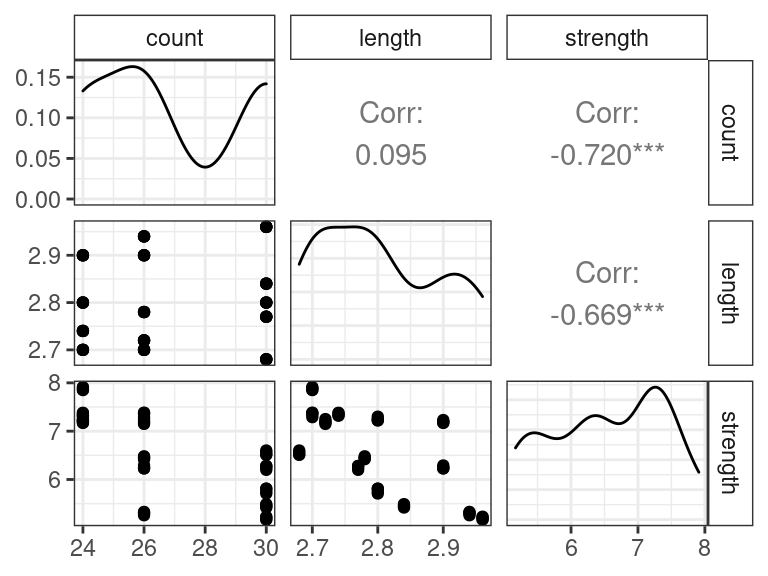 count
length
strength
0.15
0.10
0.05
0.00
Corr:
0.095
Corr:
-0.720***
count
2.9
2.8
2.7
Corr:
-0.669***
length
8
7
6
strength
24 26 28 30
2.7 2.8 2.9
6 7 8